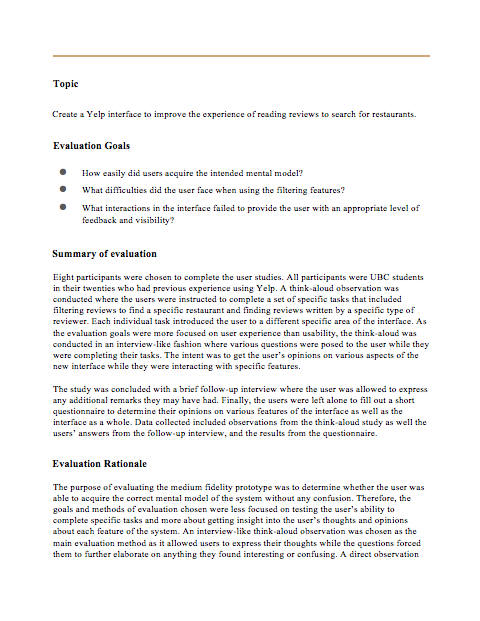 Topic
Create a Yelp interface to improve the experience of reading reviews to search for restaurants.
Evaluation Goals
● How easily did users acquire the intended mental model?
● What difficulties did the user face when using the filtering features?
● What interactions in the interface failed to provide the user with an appropriate level of
feedback and visibility?
Summary of evaluation
Eight participants were chosen to complete the user studies. All participants were UBC students
in their twenties who had previous experience using Yelp. A think-aloud observation was
conducted where the users were instructed to complete a set of specific tasks that included
filtering reviews to find a specific restaurant and finding reviews written by a specific type of
reviewer. Each individual task introduced the user to a different specific area of the interface. As
the evaluation goals were more focused on user experience than usability, the think-aloud was
conducted in an interview-like fashion where various questions were posed to the user while they
were completing their tasks. The intent was to get the user's opinions on various aspects of the
new interface while they were interacting with specific features.
The study was concluded with a brief follow-up interview where the user was allowed to express
any additional remarks they may have had. Finally, the users were left alone to fill out a short
questionnaire to determine their opinions on various features of the interface as well as the
interface as a whole. Data collected included observations from the think-aloud study as well the
users' answers from the follow-up interview, and the results from the questionnaire.
Evaluation Rationale
The purpose of evaluating the medium fidelity prototype was to determine whether the user was
able to acquire the correct mental model of the system without any confusion. Therefore, the
goals and methods of evaluation chosen were less focused on testing the user's ability to
complete specific tasks and more about getting insight into the user's thoughts and opinions
about each feature of the system. An interview-like think-aloud observation was chosen as the
main evaluation method as it allowed users to express their thoughts while the questions forced
them to further elaborate on anything they found interesting or confusing. A direct observation